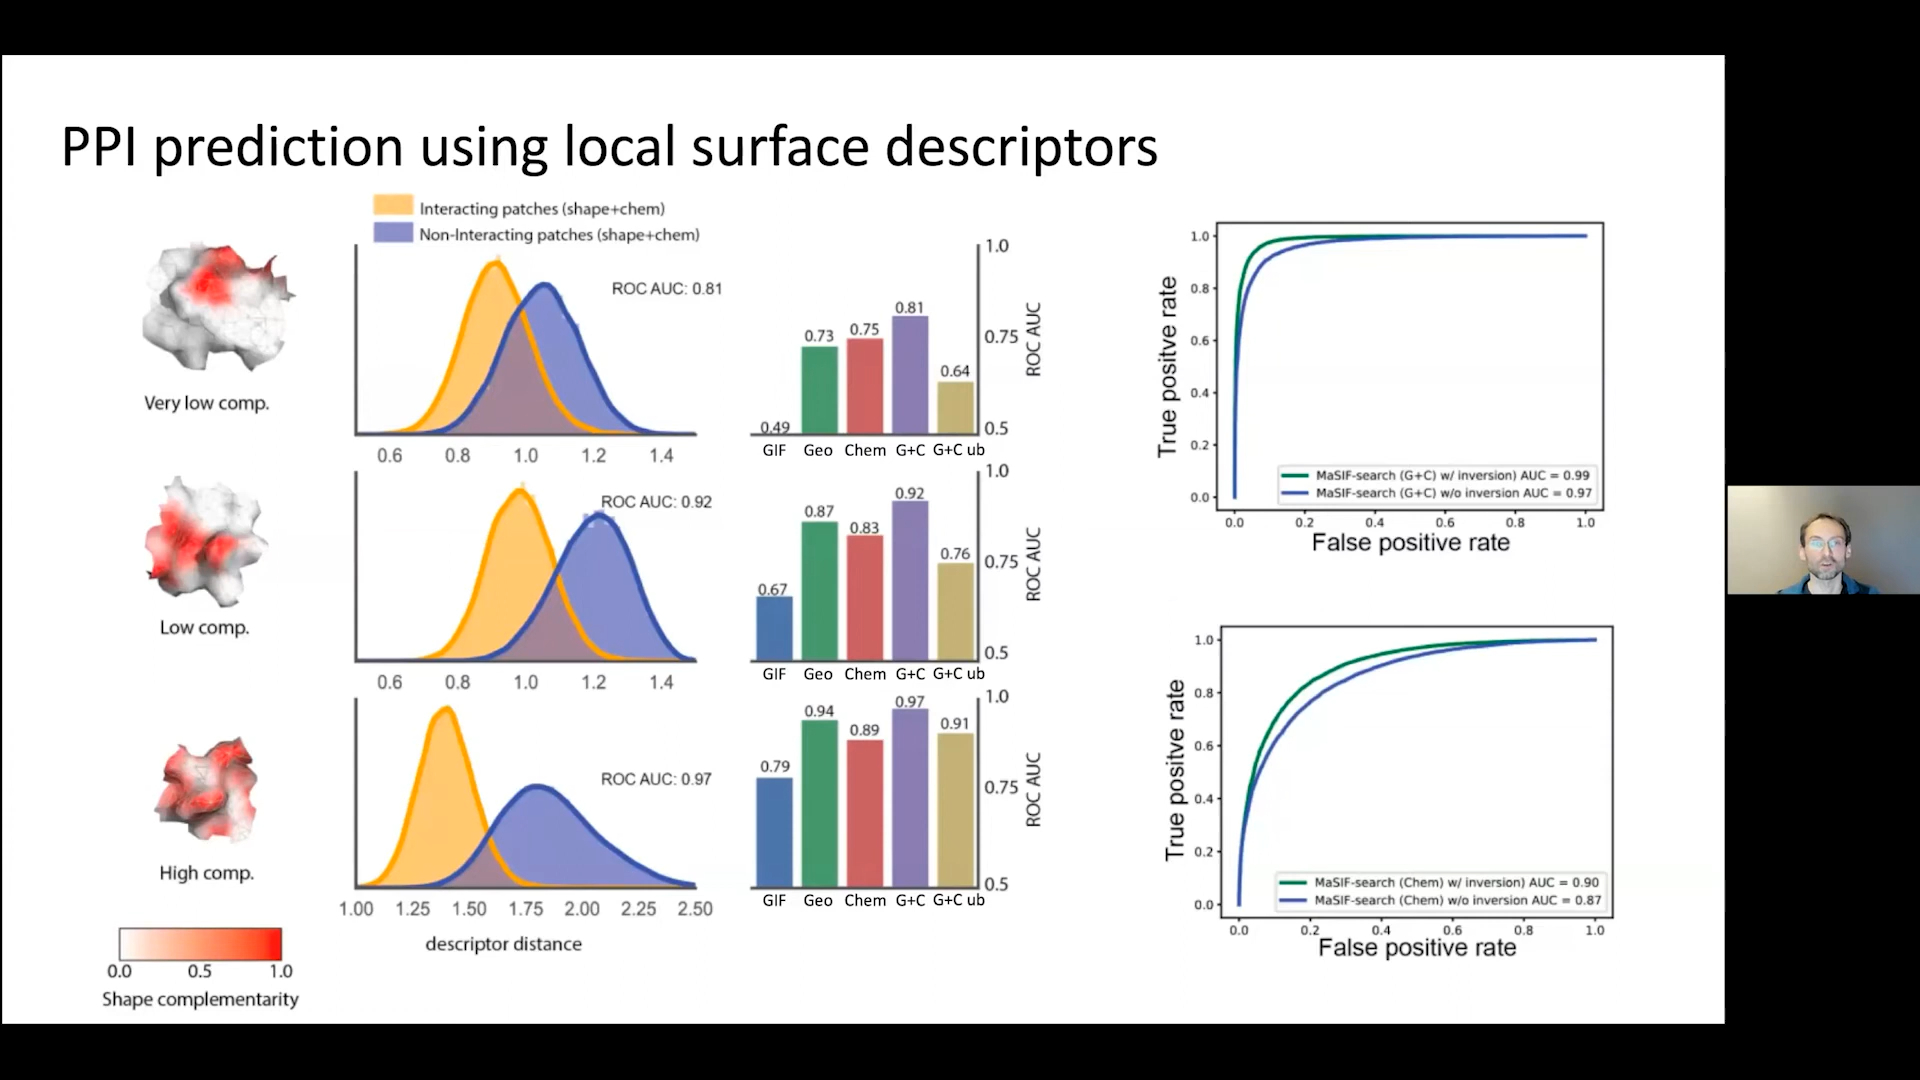 PPI prediction using local surface descriptors
Interacting patches (shape+chem)
Non-Interacting patches (shape+chem)
Very low comp.
ROC AUC: 0.81
0.6 0.8 1.0 1.2 1.4
0.49 0.73 0.75 0.81 0.64
GIF Geo Chem G+C G+C ub
1.0
0.75
0.5
ROC AUC
Low comp.
ROC AUC: 0.92
0.6 0.8 1.0 1.2 1.4
0.67 0.87 0.83 0.92 0.76
GIF Geo Chem G+C G+C ub
1.0
0.75
0.5
ROC AUC
High comp.
ROC AUC: 0.97
1.00 1.25 1.50 1.75 2.00 2.25 2.50
descriptor distance
0.79 0.94 0.89 0.97 0.91
GIF Geo Chem G+C G+C ub
1.0
0.75
0.5
ROC AUC
0.0 0.5 1.0
Shape complementarity
True positve rate
1.0
0.8
0.6
0.4
0.2
0.0
MaSIF-search (G+C) w/ inversion) AUC = 0.99
MaSIF-search (G+C) w/o inversion AUC = 0.97
0.0 0.2 0.4 0.6 0.8 1.0
False positive rate
True positve rate
1.0
0.8
0.6
0.4
0.2
0.0
MaSIF-search (Chem) w/ inversion) AUC = 0.90
MaSIF-search (Chem) w/o inversion AUC = 0.87
0.0 0.2 0.4 0.6 0.8 1.0
False positive rate